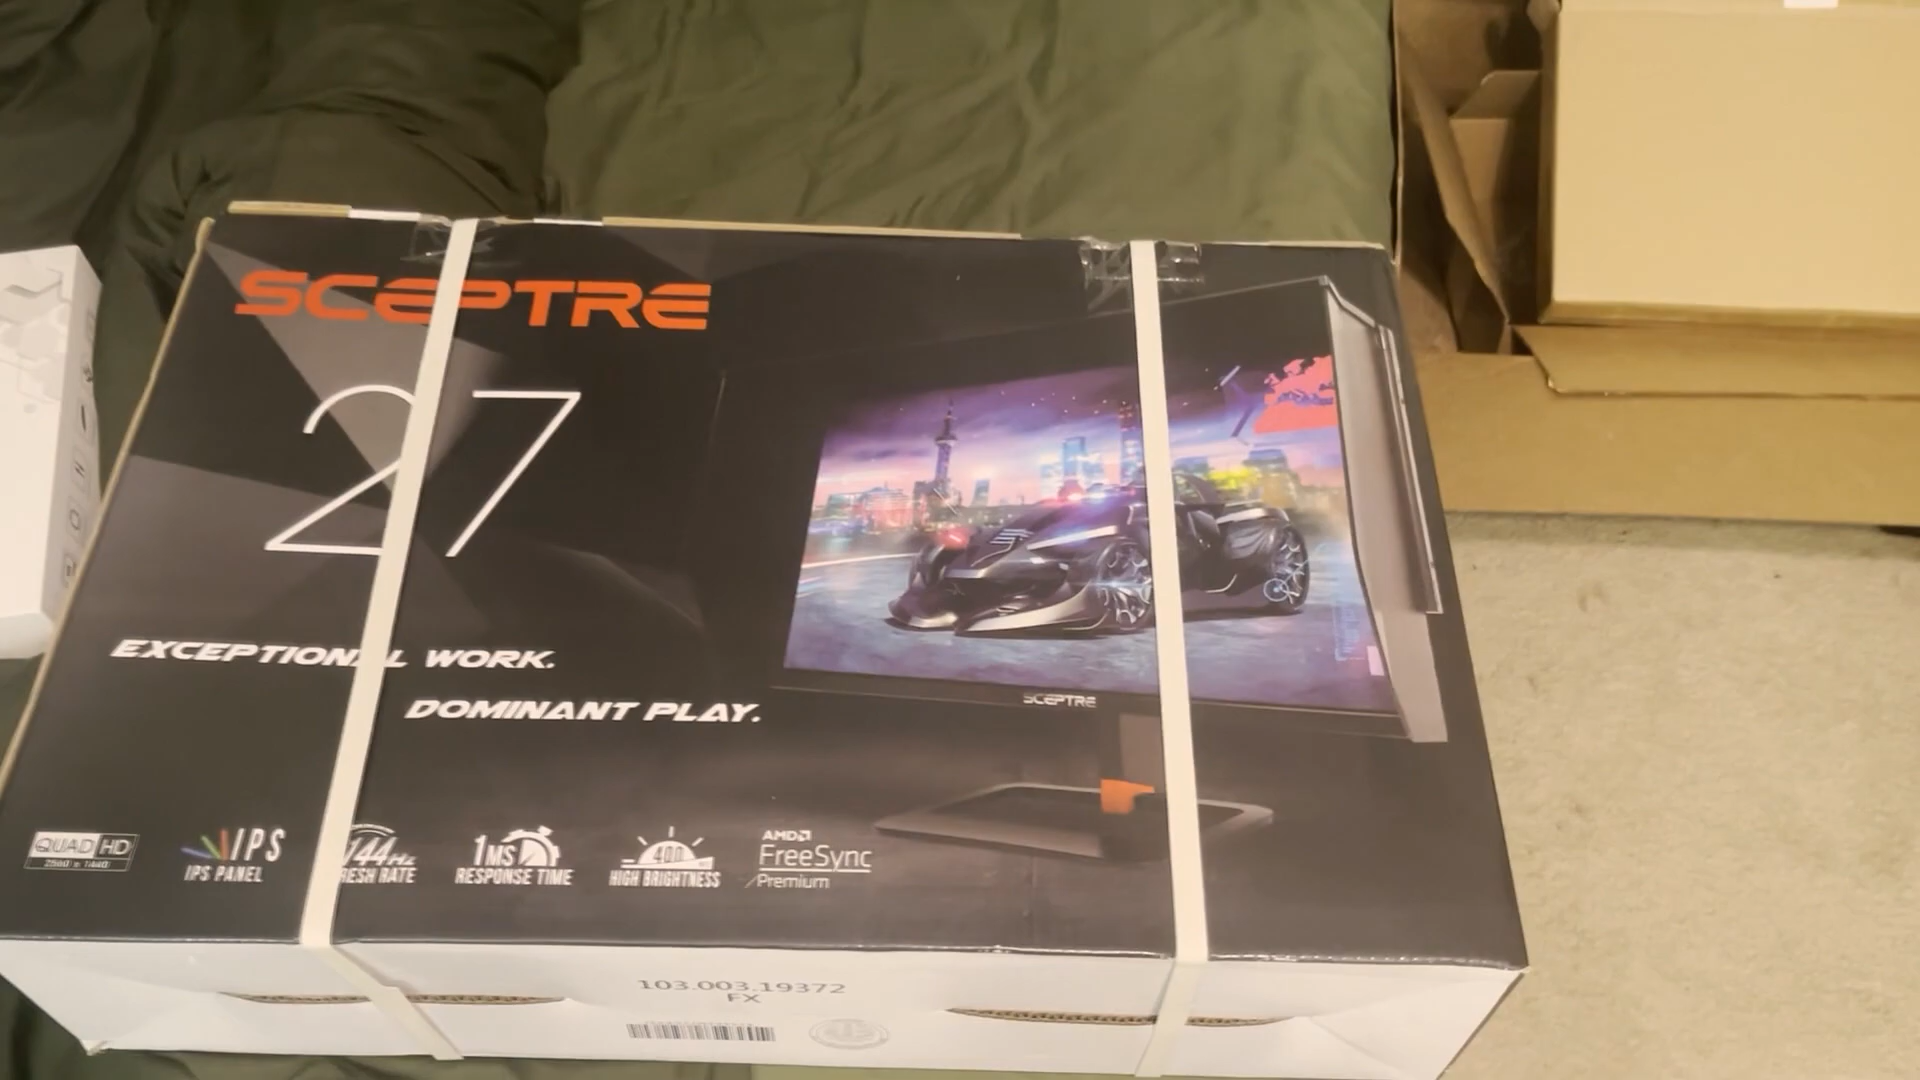 SCEPTRE
27
EXCEPTIONAL WORK.
DOMINANT PLAY.
SCEPTRE
QUAD HD
2560 x 1440
IPS
IPS PANEL
144Hz
RESH RATE
1MS
RESPONSE TIME
400
HIGH BRIGHTNESS
AMD
FreeSync
Premium
103.003.19372
FX